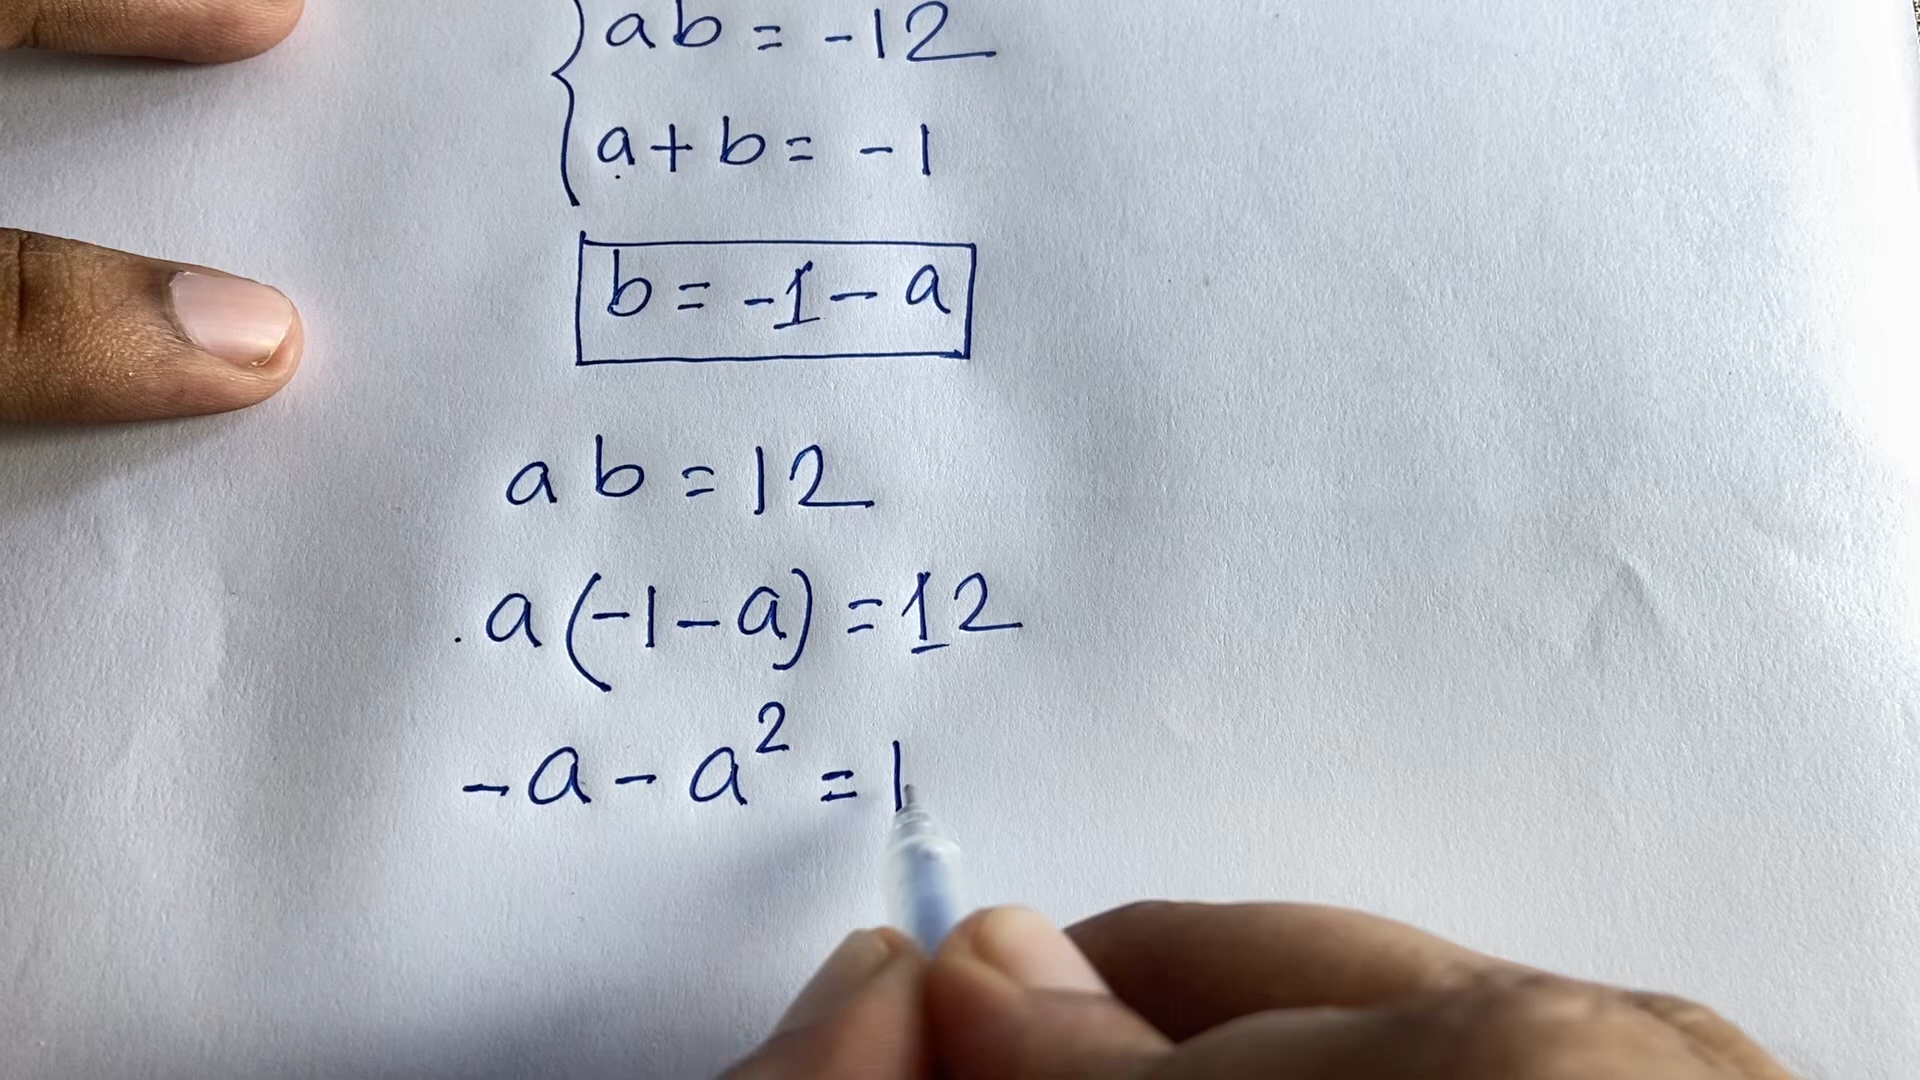 ab = -12
a + b = -1
b = -1 - a
ab = 12
a(-1 - a) = 12
-a - a² = 1